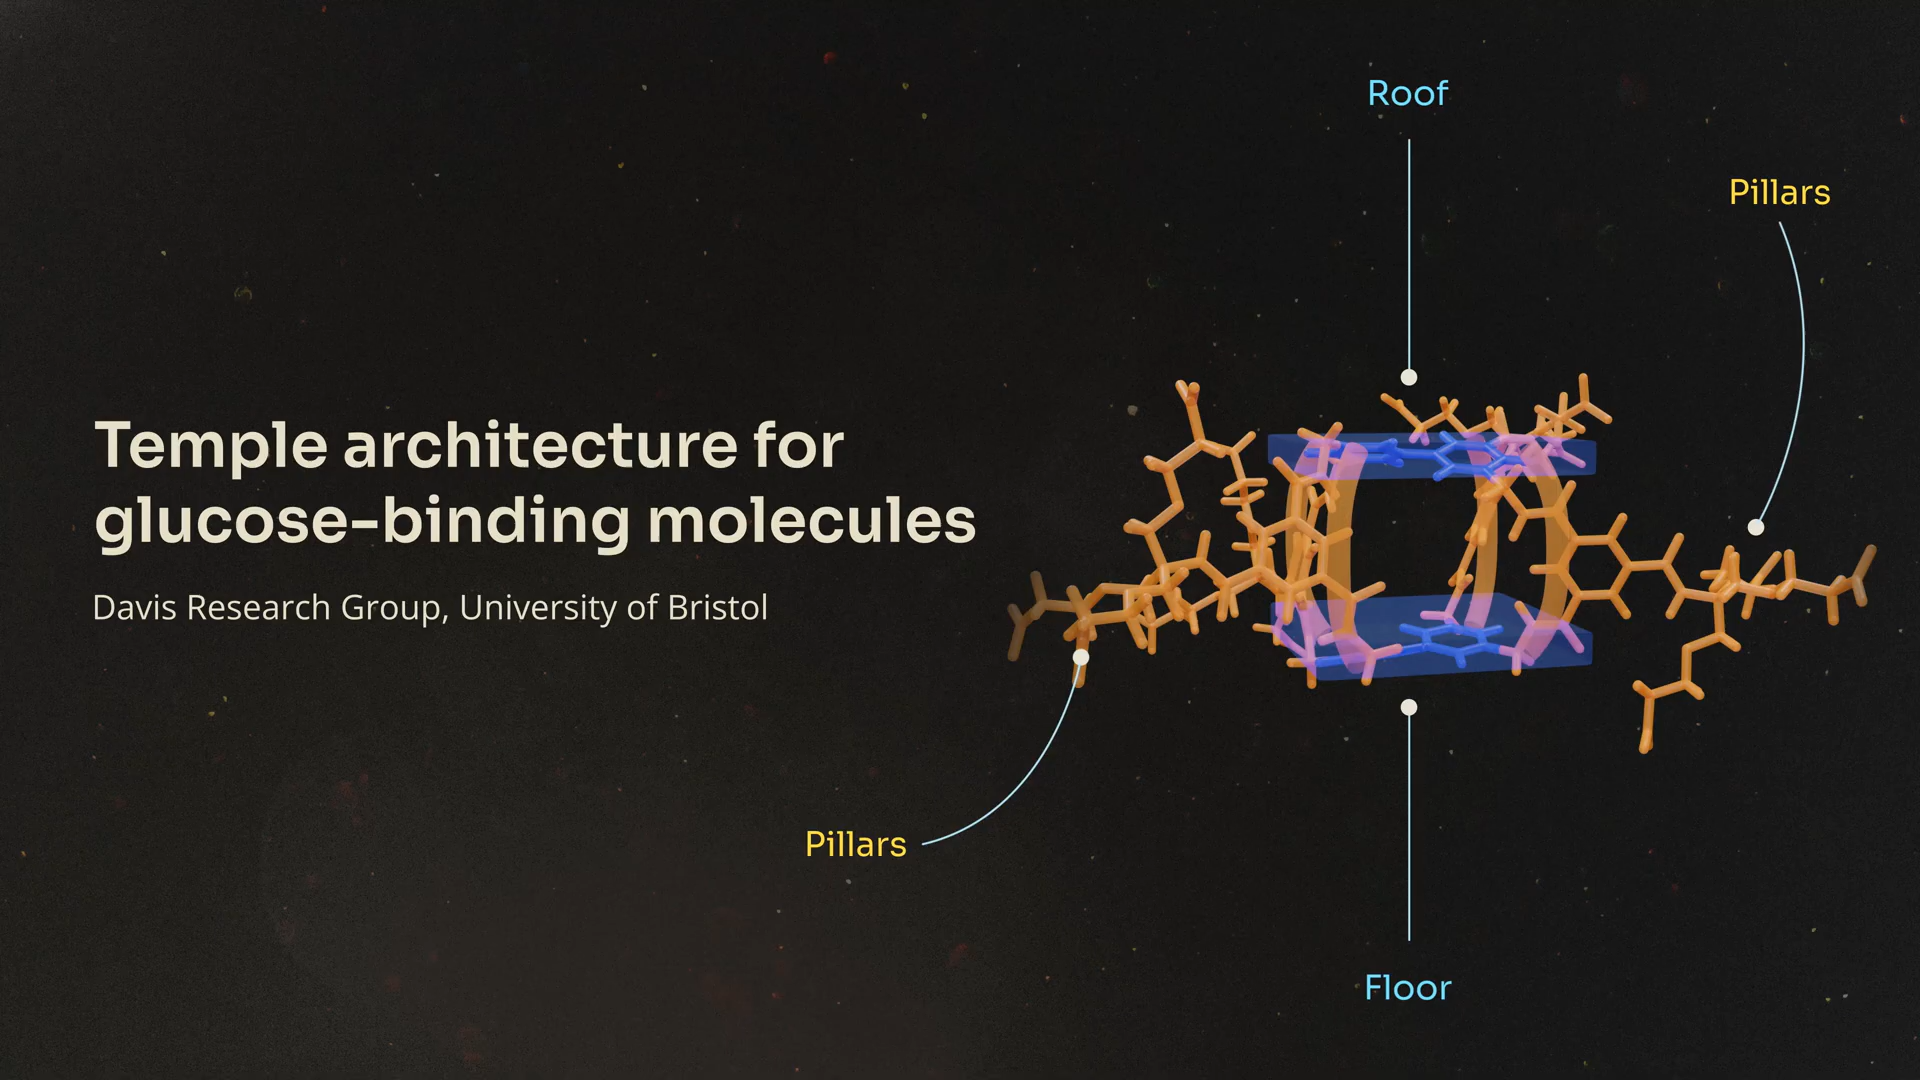 Roof
Pillars
Temple architecture for
glucose-binding molecules
Davis Research Group, University of Bristol
Pillars
Floor